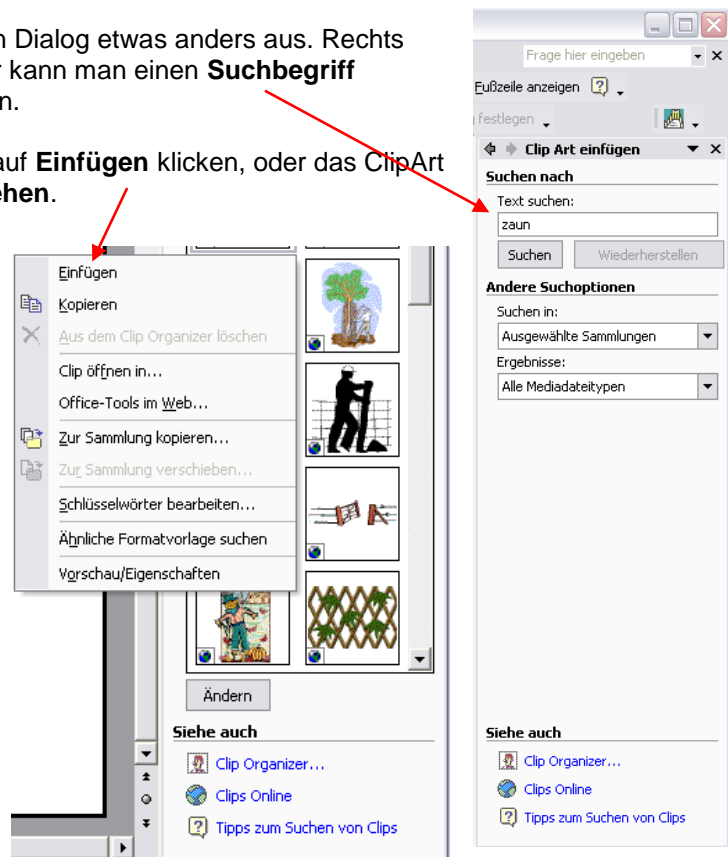 n Dialog etwas anders aus. Rechts
r kann man einen Suchbegriff
n.
auf Einfügen klicken, oder das ClipArt
ehen.
Einfügen
Kopieren
Aus dem Clip Organizer löschen
Clip öffnen in...
Office-Tools im Web...
Zur Sammlung kopieren...
Zur Sammlung verschieben...
Schlüsselwörter bearbeiten...
Ähnliche Formatvorlage suchen
Vorschau/Eigenschaften
Ändern
Siehe auch
Clip Organizer...
Clips Online
Tipps zum Suchen von Clips
Frage hier eingeben
Fußzeile anzeigen
festlegen
Clip Art einfügen
Suchen nach
Text suchen:
zaun
Suchen Wiederherstellen
Andere Suchoptionen
Suchen in:
Ausgewählte Sammlungen
Ergebnisse:
Alle Mediadateitypen
Siehe auch
Clip Organizer...
Clips Online
Tipps zum Suchen von Clips